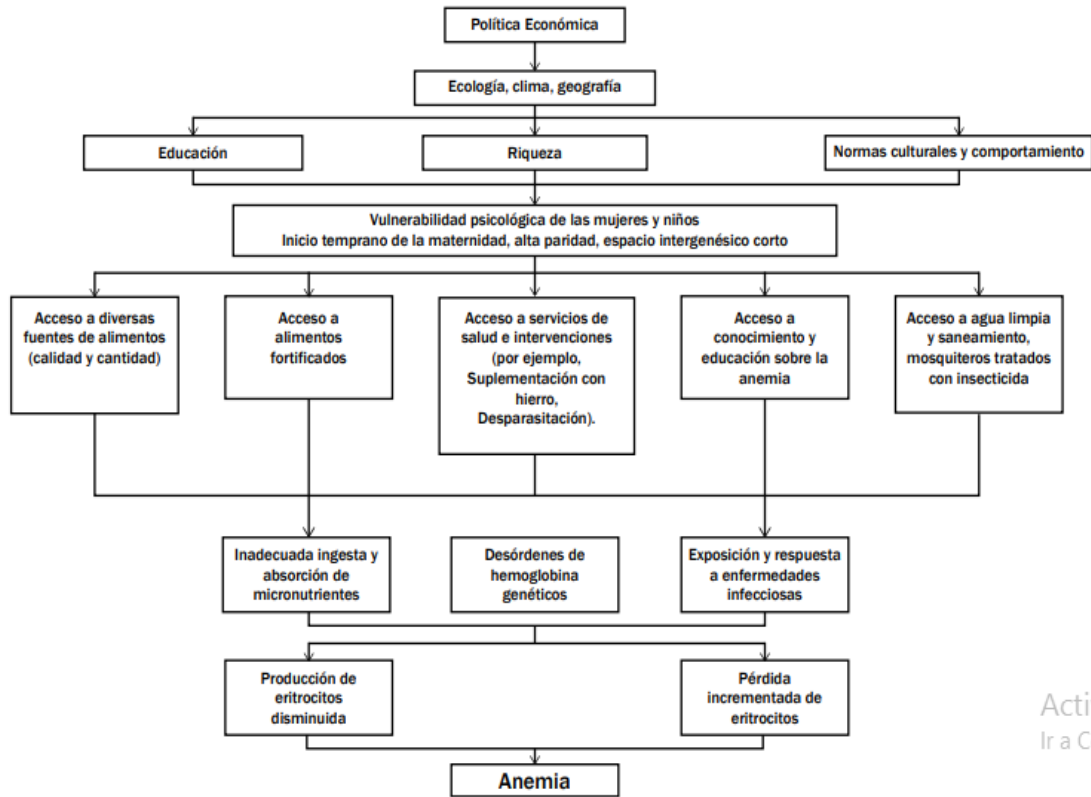 Política Económica
Ecología, clima, geografía
Educación
Riqueza
Normas culturales y comportamiento
Vulnerabilidad psicológica de las mujeres y niños
Inicio temprano de la maternidad, alta paridad, espacio intergenésico corto
Acceso a diversas
fuentes de alimentos
(calidad y cantidad)
Acceso a
alimentos
fortificados
Acceso a servicios de
salud e intervenciones
(por ejemplo,
Suplementación con
hierro,
Desparasitación).
Acceso a
conocimiento y
educación sobre la
anemia
Acceso a agua limpia
y saneamiento,
mosquiteros tratados
con insecticida
Inadecuada ingesta y
absorción de
micronutrientes
Desórdenes de
hemoglobina
genéticos
Exposición y respuesta
a enfermedades
infecciosas
Producción de
eritrocitos
disminuida
Pérdida
incrementada de
eritrocitos
Acti
Ir a C
Anemia